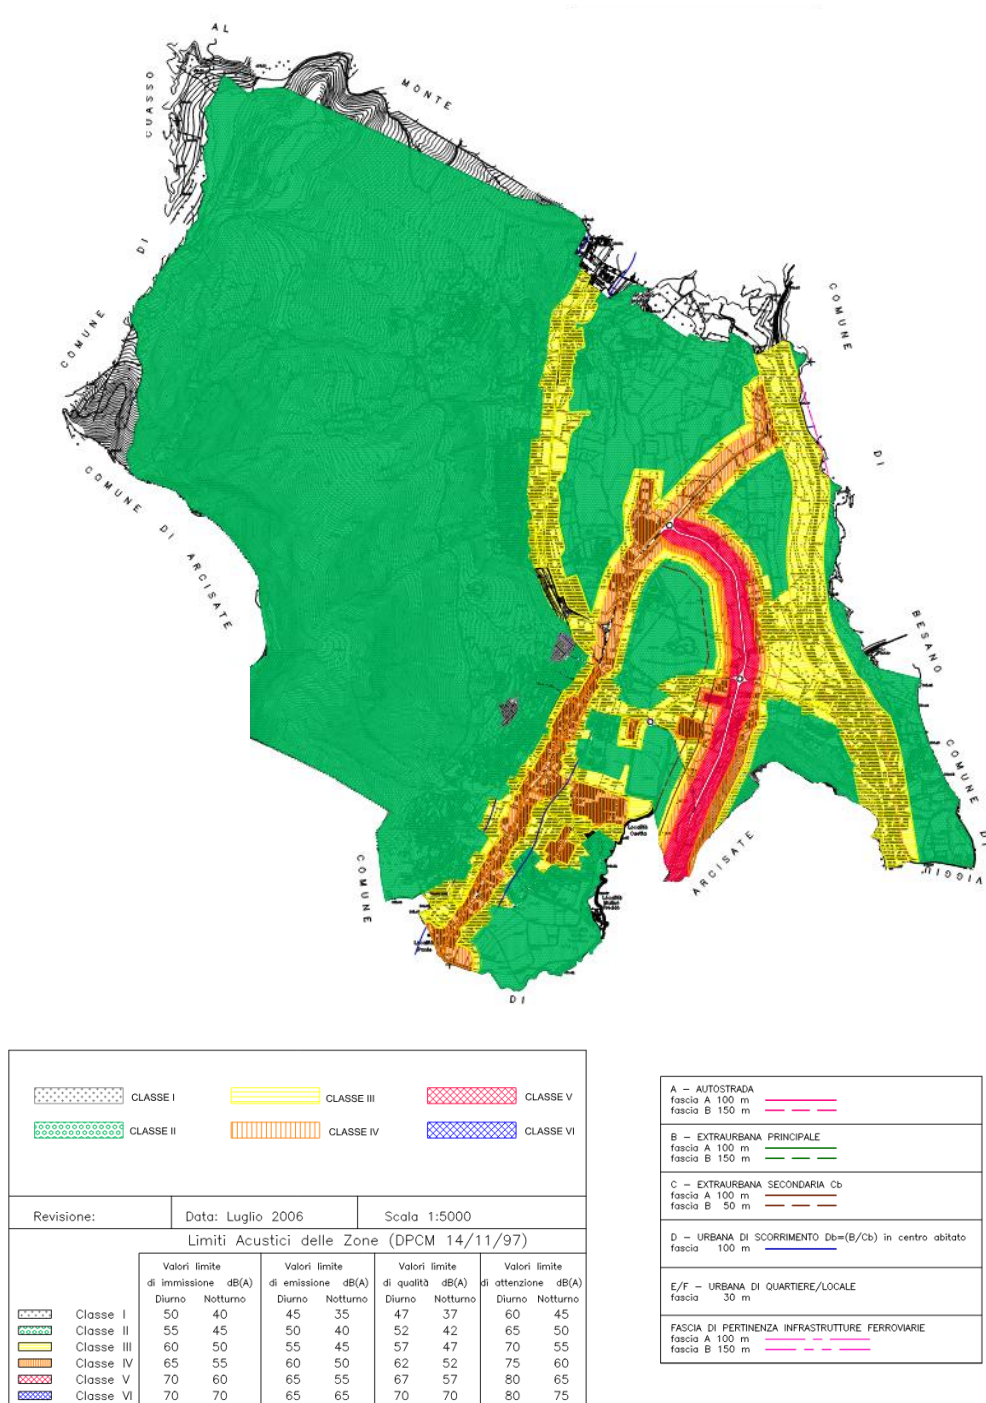 AL
CUASSO
MONTE
DI
COMUNE
COMUNE
DI
COMUNE DI ARCISATE
BESANO
COMUNE
DI
VIGGIU'
Località
ARCISATE
COMUNE
Località
Località
DI
CLASSE I
CLASSE III
CLASSE V
CLASSE II
CLASSE IV
CLASSE VI
Revisione: Data: Luglio 2006 Scala 1:5000
Limiti Acustici delle Zone (DPCM 14/11/97)
Valori limite Valori limite Valori limite Valori limite
di immissione dB(A) di emissione dB(A) di qualità dB(A) di attenzione dB(A)
Diurno Notturno Diurno Notturno Diurno Notturno Diurno Notturno
Classe I 50 40 45 35 47 37 60 45
Classe II 55 45 50 40 52 42 65 50
Classe III 60 50 55 45 57 47 70 55
Classe IV 65 55 60 50 62 52 75 60
Classe V 70 60 65 55 67 57 80 65
Classe VI 70 70 65 65 70 70 80 75
A – AUTOSTRADA
fascia A 100 m
fascia B 150 m
B – EXTRAURBANA PRINCIPALE
fascia A 100 m
fascia B 150 m
C – EXTRAURBANA SECONDARIA Cb
fascia A 100 m
fascia B 50 m
D – URBANA DI SCORRIMENTO Db=(B/Cb) in centro abitato
fascia 100 m
E/F – URBANA DI QUARTIERE/LOCALE
fascia 30 m
FASCIA DI PERTINENZA INFRASTRUTTURE FERROVIARIE
fascia A 100 m
fascia B 150 m